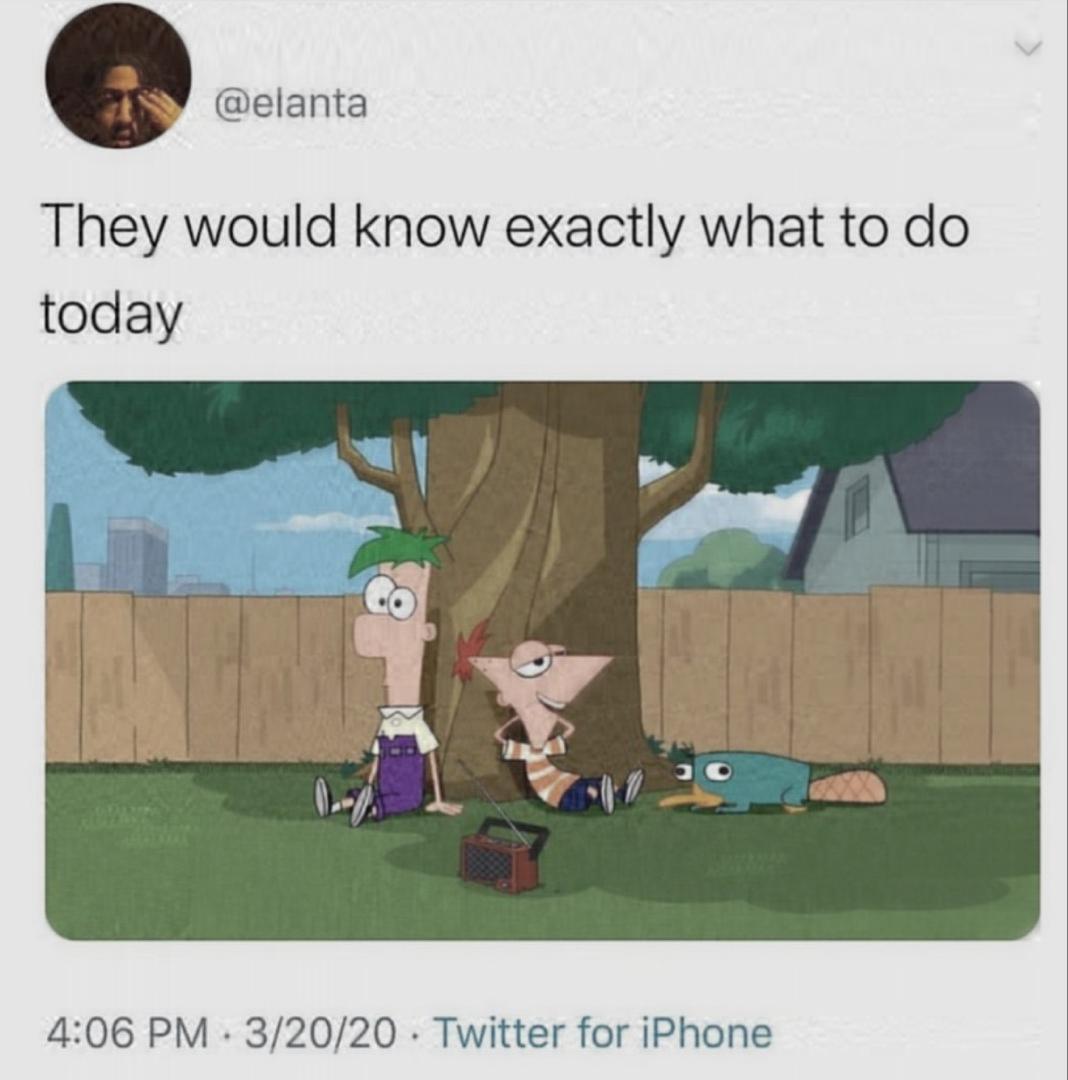 @elanta
They would know exactly what to do
today
4:06 PM · 3/20/20 · Twitter for iPhone